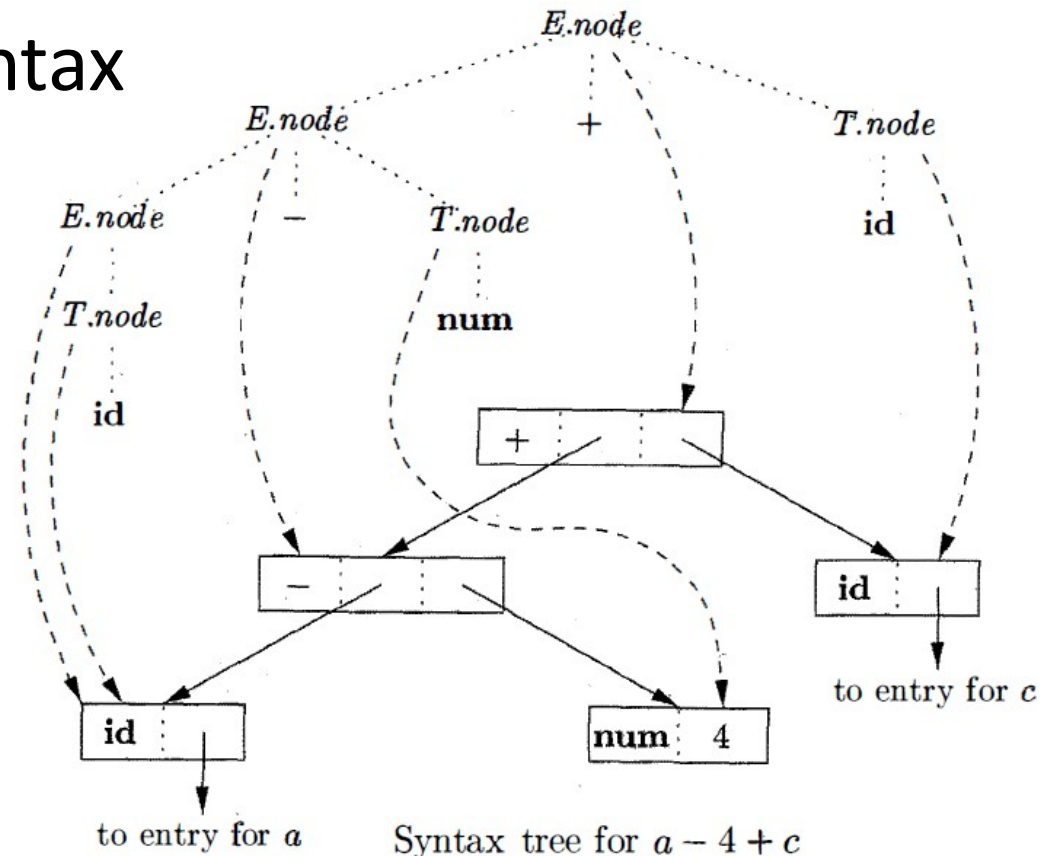 ntax
E.node
E.node + T.node
E.node − T.node id
T.node num
id
+
− id
to entry for c
id num 4
to entry for a Syntax tree for a − 4 + c